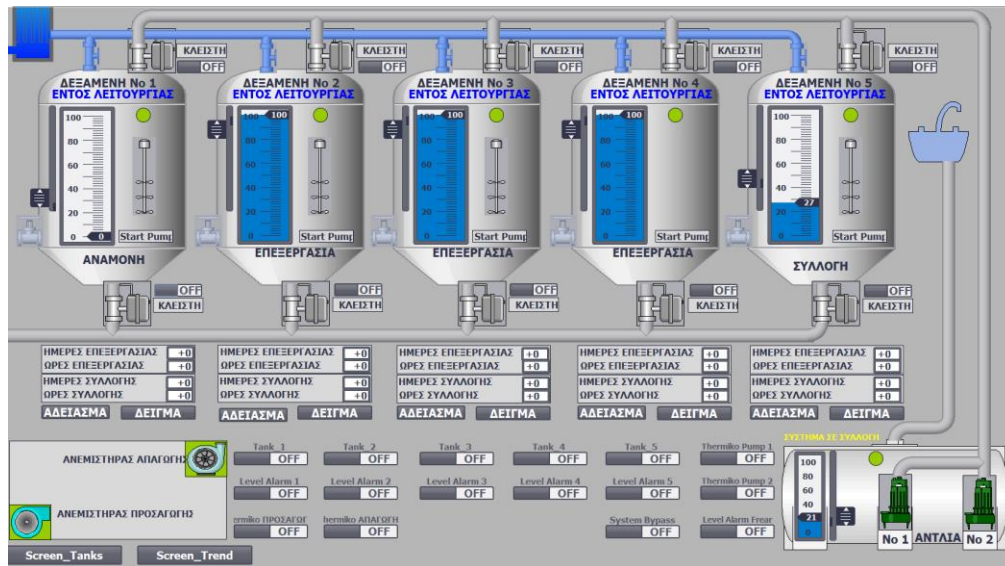 ΚΛΕΙΣΤΗ ΚΛΕΙΣΤΗ ΚΛΕΙΣΤΗ ΚΛΕΙΣΤΗ ΚΛΕΙΣΤΗ
OFF OFF OFF OFF OFF
ΔΕΞΑΜΕΝΗ No 1 ΔΕΞΑΜΕΝΗ No 2 ΔΕΞΑΜΕΝΗ No 3 ΔΕΞΑΜΕΝΗ No 4 ΔΕΞΑΜΕΝΗ No 5
ΕΝΤΟΣ ΛΕΙΤΟΥΡΓΙΑΣ ΕΝΤΟΣ ΛΕΙΤΟΥΡΓΙΑΣ ΕΝΤΟΣ ΛΕΙΤΟΥΡΓΙΑΣ ΕΝΤΟΣ ΛΕΙΤΟΥΡΓΙΑΣ ΕΝΤΟΣ ΛΕΙΤΟΥΡΓΙΑΣ
100 100 100 100 100 100 100 100
80 80 80 80 80
60 60 60 60 60
40 40 40 40 40
20 20 20 20 27 20
0 0 0 0 0 0
Start Pump Start Pump Start Pump Start Pump Start Pump
ΑΝΑΜΟΝΗ ΕΠΕΞΕΡΓΑΣΙΑ ΕΠΕΞΕΡΓΑΣΙΑ ΕΠΕΞΕΡΓΑΣΙΑ ΣΥΛΛΟΓΗ
OFF OFF OFF OFF OFF
ΚΛΕΙΣΤΗ ΚΛΕΙΣΤΗ ΚΛΕΙΣΤΗ ΚΛΕΙΣΤΗ ΚΛΕΙΣΤΗ
ΗΜΕΡΕΣ ΕΠΕΞΕΡΓΑΣΙΑΣ +0 ΗΜΕΡΕΣ ΕΠΕΞΕΡΓΑΣΙΑΣ +0 ΗΜΕΡΕΣ ΕΠΕΞΕΡΓΑΣΙΑΣ +0 ΗΜΕΡΕΣ ΕΠΕΞΕΡΓΑΣΙΑΣ +0 ΗΜΕΡΕΣ ΕΠΕΞΕΡΓΑΣΙΑΣ +0
ΩΡΕΣ ΕΠΕΞΕΡΓΑΣΙΑΣ +0 ΩΡΕΣ ΕΠΕΞΕΡΓΑΣΙΑΣ +0 ΩΡΕΣ ΕΠΕΞΕΡΓΑΣΙΑΣ +0 ΩΡΕΣ ΕΠΕΞΕΡΓΑΣΙΑΣ +0 ΩΡΕΣ ΕΠΕΞΕΡΓΑΣΙΑΣ +0
ΗΜΕΡΕΣ ΣΥΛΛΟΓΗΣ +0 ΗΜΕΡΕΣ ΣΥΛΛΟΓΗΣ +0 ΗΜΕΡΕΣ ΣΥΛΛΟΓΗΣ +0 ΗΜΕΡΕΣ ΣΥΛΛΟΓΗΣ +0 ΗΜΕΡΕΣ ΣΥΛΛΟΓΗΣ +0
ΩΡΕΣ ΣΥΛΛΟΓΗΣ +0 ΩΡΕΣ ΣΥΛΛΟΓΗΣ +0 ΩΡΕΣ ΣΥΛΛΟΓΗΣ +0 ΩΡΕΣ ΣΥΛΛΟΓΗΣ +0 ΩΡΕΣ ΣΥΛΛΟΓΗΣ +0
ΑΔΕΙΑΣΜΑ ΔΕΙΓΜΑ ΑΔΕΙΑΣΜΑ ΔΕΙΓΜΑ ΑΔΕΙΑΣΜΑ ΔΕΙΓΜΑ ΑΔΕΙΑΣΜΑ ΔΕΙΓΜΑ ΑΔΕΙΑΣΜΑ ΔΕΙΓΜΑ
ΣΥΣΤΗΜΑ ΣΕ ΣΥΛΛΟΓΗ
Tank_1 Tank_2 Tank_3 Tank_4 Tank_5 Thermiko Pump 1
ΑΝΕΜΙΣΤΗΡΑΣ ΑΠΑΓΩΓΗΣ OFF OFF OFF OFF OFF OFF
Level Alarm 1 Level Alarm 2 Level Alarm 3 Level Alarm 4 Level Alarm 5 Thermiko Pump 2
OFF OFF OFF OFF OFF OFF
ΑΝΕΜΙΣΤΗΡΑΣ ΠΡΟΣΑΓΩΓΗΣ
ermiko ΠΡΟΣΑΓΩΓ hermiko ΑΠΑΓΩΓΗ System Bypass Level Alarm Frear
OFF OFF OFF OFF
100
80
60
40
21
0
No 1 ΑΝΤΛΙΑ No 2
Screen_Tanks Screen_Trend